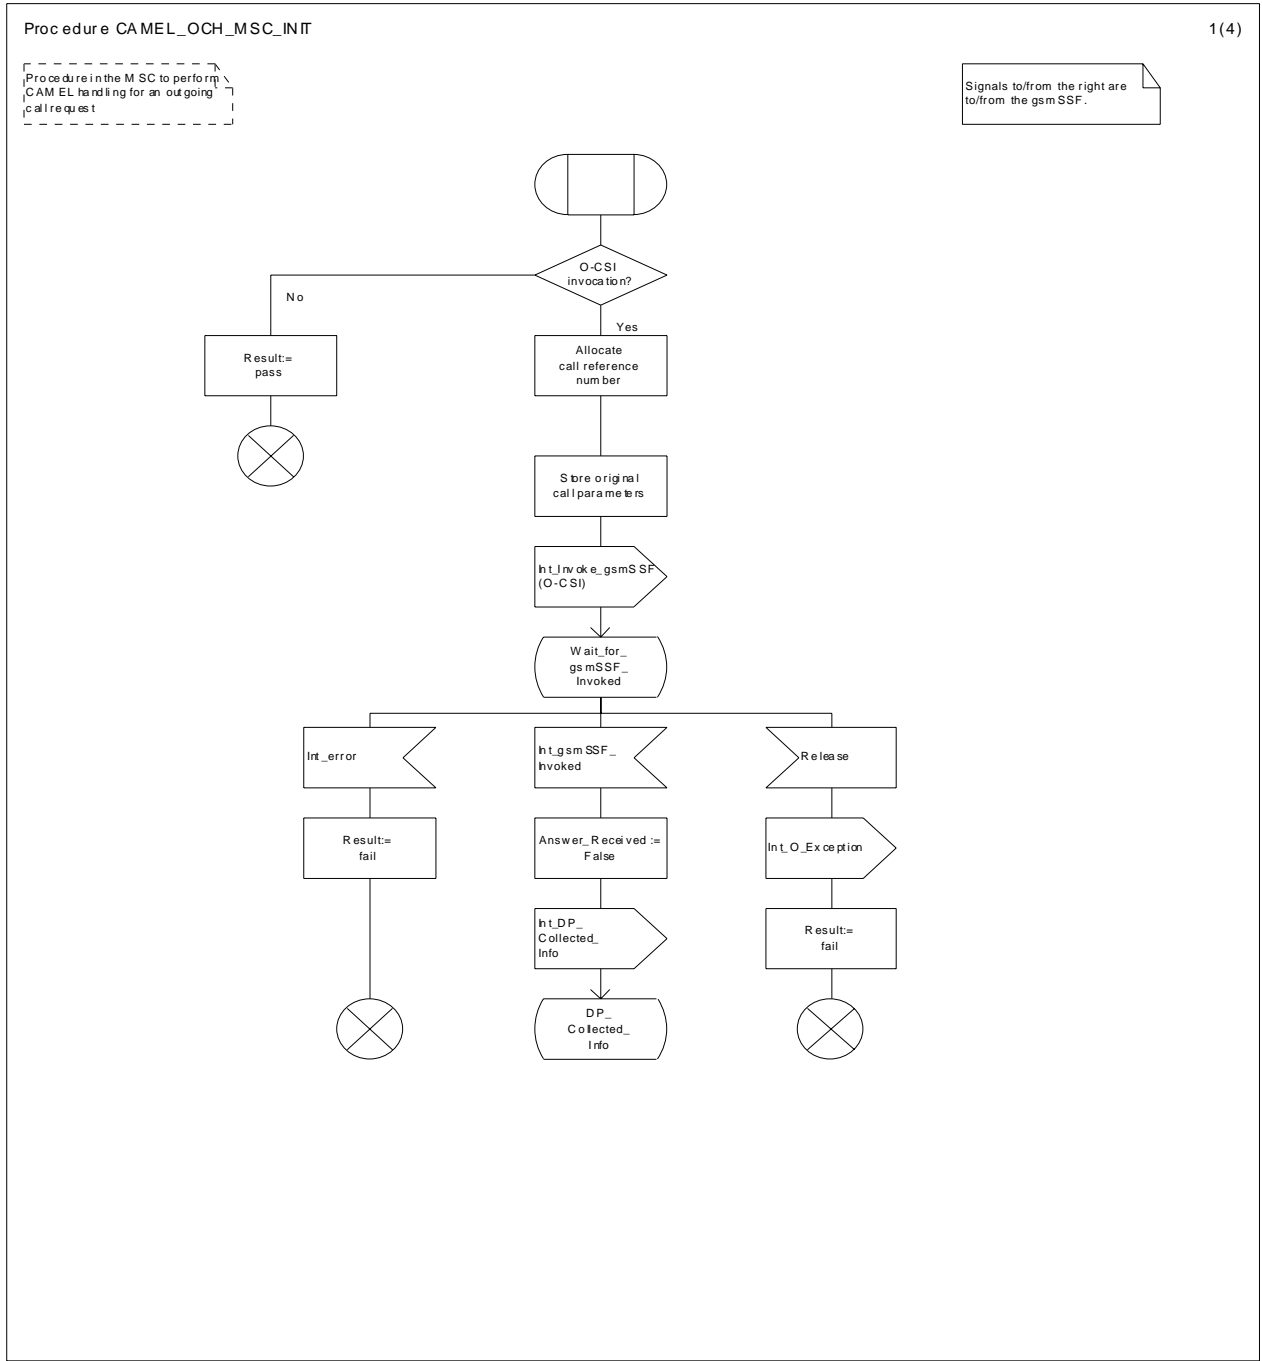 Procedure CAMEL_OCH_MSC_INIT
1(4)
Procedure in the MSC to perform
CAMEL handling for an outgoing
call request
Signals to/from the right are
to/from the gsmSSF.
O-CSI
invocation?
No
Yes
Result:=
pass
Allocate
call reference
number
Store original
call parameters
Int_Invoke_gsmSSF
(O-CSI)
Wait_for_
gsmSSF_
Invoked
Int_error
Int_gsmSSF_
Invoked
Release
Result:=
fail
Answer_Received :=
False
Int_O_Exception
Int_DP_
Collected_
Info
Result:=
fail
DP_
Collected_
Info